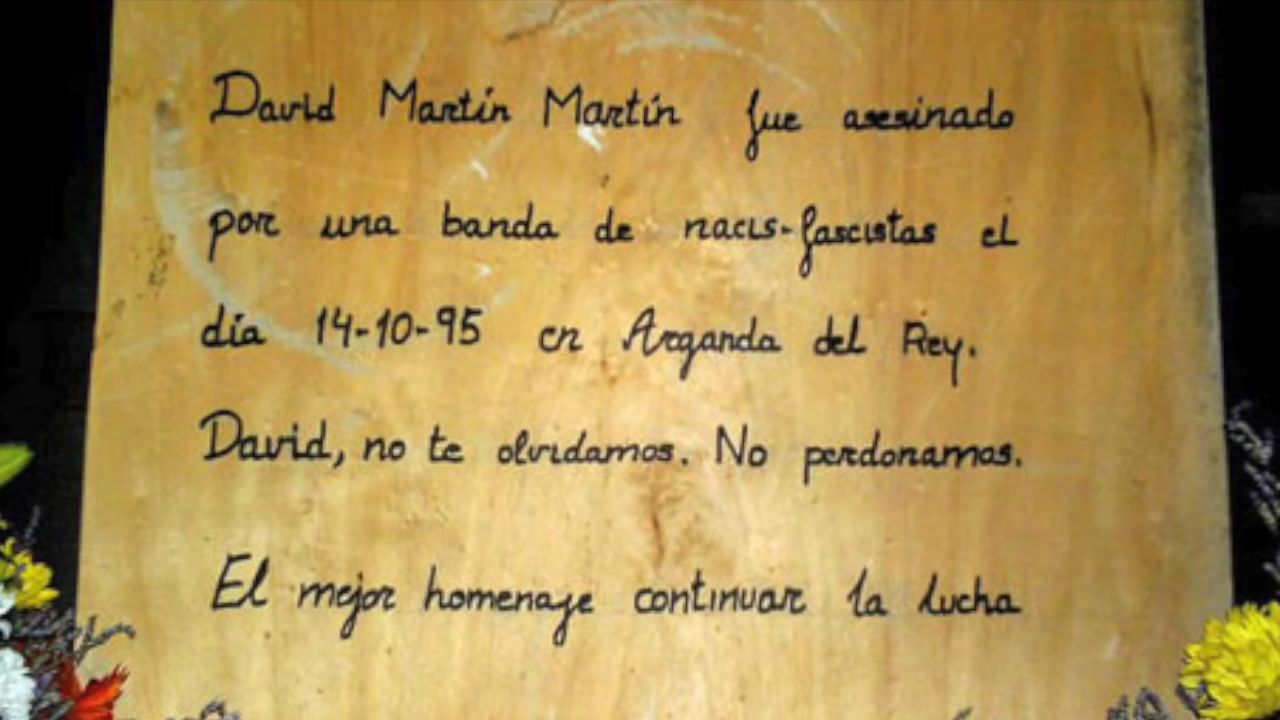 David Martín Martín fue asesinado
por una banda de nacis-fascistas el
día 14-10-95 en Arganda del Rey.
David, no te olvidamos. No perdonamos.
El mejor homenaje continuar la lucha